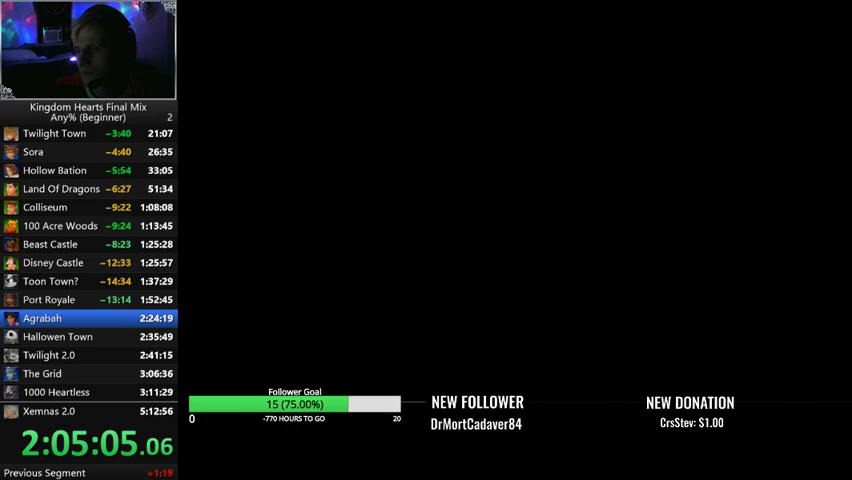 Kingdom Hearts Final Mix
Any% (Beginner) 2
Twilight Town −3:40 21:07
Sora −4:40 26:35
Hollow Bation −5:54 33:05
Land Of Dragons −6:27 51:34
Colliseum −9:22 1:08:08
100 Acre Woods −9:24 1:13:45
Beast Castle −8:23 1:25:28
Disney Castle −12:33 1:25:57
Toon Town? −14:34 1:37:29
Port Royale −13:14 1:52:45
Agrabah 2:24:19
Hallowen Town 2:35:49
Twilight 2.0 2:41:15
The Grid 3:06:36
1000 Heartless 3:11:29
Xemnas 2.0 5:12:56
2:05:05.06
Previous Segment +1:19
Follower Goal
15 (75.00%)
0 -770 HOURS TO GO 20
NEW FOLLOWER
DrMortCadaver84
NEW DONATION
CrsStev: $1.00